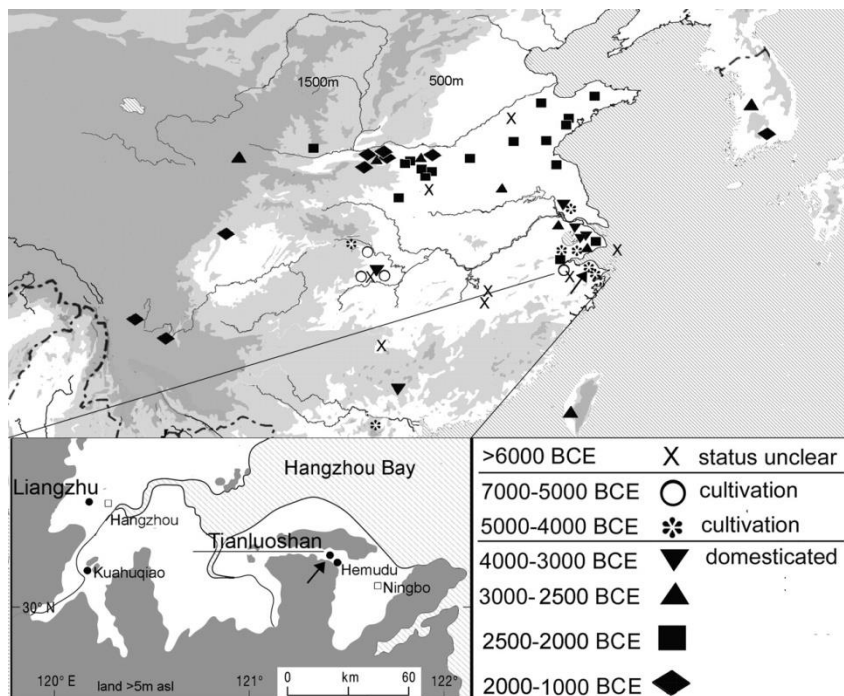 1500m
500m
Hangzhou Bay
Liangzhu
Hangzhou
Tianluoshan
Kuahuqiao
Hemudu
Ningbo
30° N
120° E
land >5m asl
121°
0 km 60
122°
>6000 BCE X status unclear
7000-5000 BCE cultivation
5000-4000 BCE cultivation
4000-3000 BCE domesticated
3000-2500 BCE
2500-2000 BCE
2000-1000 BCE